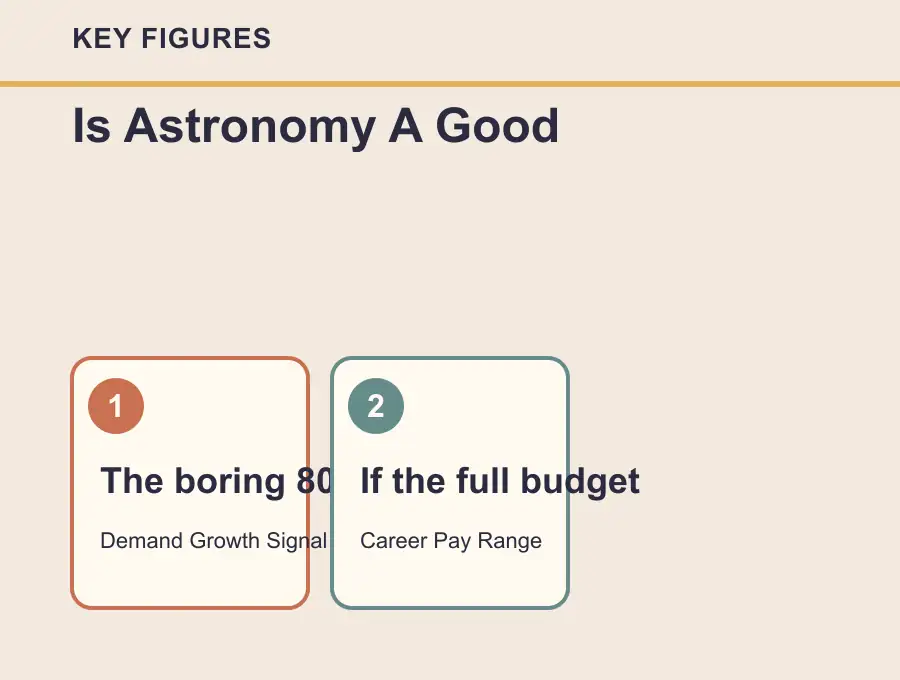 KEY FIGURES
Is Astronomy A Good
1
2
The boring 80
If the full budget
Demand Growth Signal
Career Pay Range